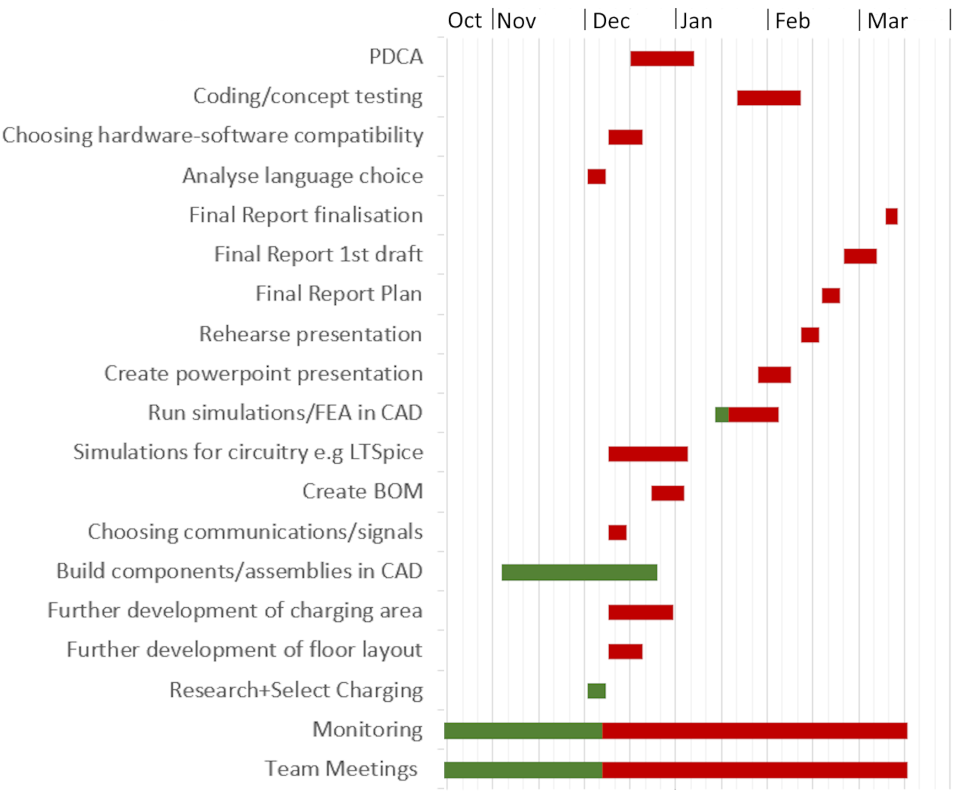 Oct |Nov |Dec |Jan |Feb |Mar |
PDCA
Coding/concept testing
Choosing hardware-software compatibility
Analyse language choice
Final Report finalisation
Final Report 1st draft
Final Report Plan
Rehearse presentation
Create powerpoint presentation
Run simulations/FEA in CAD
Simulations for circuitry e.g LTSpice
Create BOM
Choosing communications/signals
Build components/assemblies in CAD
Further development of charging area
Further development of floor layout
Research+Select Charging
Monitoring
Team Meetings